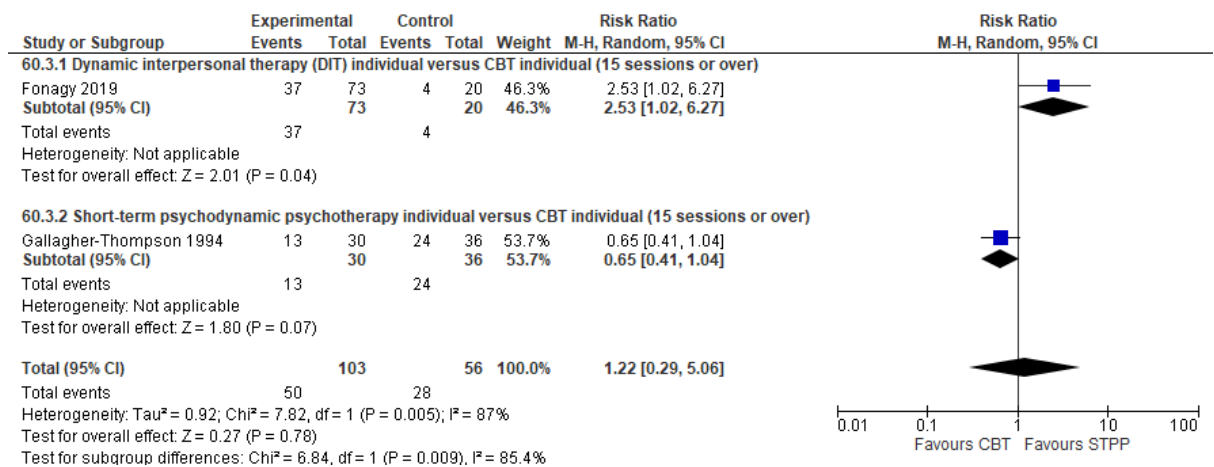 Experimental Control Risk Ratio Risk Ratio
Study or Subgroup Events Total Events Total Weight M-H, Random, 95% CI M-H, Random, 95% CI
60.3.1 Dynamic interpersonal therapy (DIT) individual versus CBT individual (15 sessions or over)
Fonagy 2019 37 73 4 20 46.3% 2.53 [1.02, 6.27]
Subtotal (95% CI) 73 20 46.3% 2.53 [1.02, 6.27]
Total events 37 4
Heterogeneity: Not applicable
Test for overall effect: Z = 2.01 (P = 0.04)
60.3.2 Short-term psychodynamic psychotherapy individual versus CBT individual (15 sessions or over)
Gallagher-Thompson 1994 13 30 24 36 53.7% 0.65 [0.41, 1.04]
Subtotal (95% CI) 30 36 53.7% 0.65 [0.41, 1.04]
Total events 13 24
Heterogeneity: Not applicable
Test for overall effect: Z = 1.80 (P = 0.07)
Total (95% CI) 103 56 100.0% 1.22 [0.29, 5.06]
Total events 50 28
Heterogeneity: Tau² = 0.92; Chi² = 7.82, df = 1 (P = 0.005); I² = 87%
Test for overall effect: Z = 0.27 (P = 0.78)
Test for subgroup differences: Chi² = 6.84, df = 1 (P = 0.009), I² = 85.4%
0.01 0.1 1 10 100
Favours CBT Favours STPP